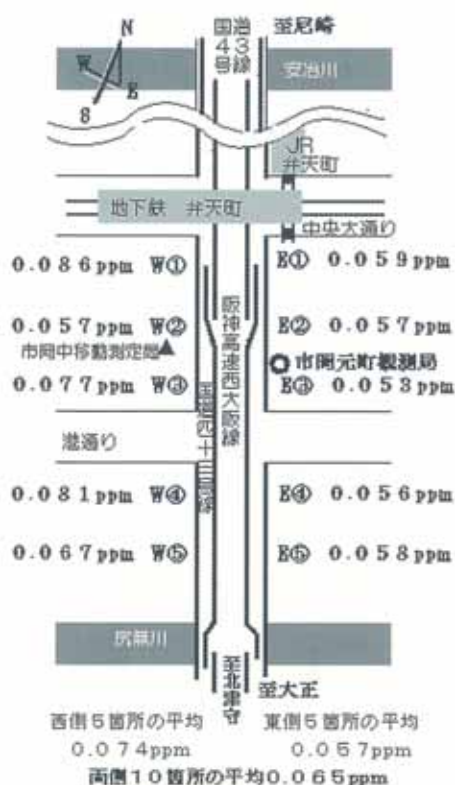 国道43号線
至尼崎
N
W
E
S
安治川
JR
弁天町
地下鉄 弁天町
中央大通り
0.086ppm W①
E① 0.059ppm
0.057ppm W②
E② 0.057ppm
阪神高速西大阪線
市岡中移動測定局▲
市岡元町観測局
0.077ppm W③
E③ 0.053ppm
国道四十三号線
港通り
0.081ppm W④
E④ 0.056ppm
0.067ppm W⑤
E⑤ 0.058ppm
尻無川
至北津守
至大正
西側5箇所の平均
0.074ppm
東側5箇所の平均
0.057ppm
両側10箇所の平均0.065ppm